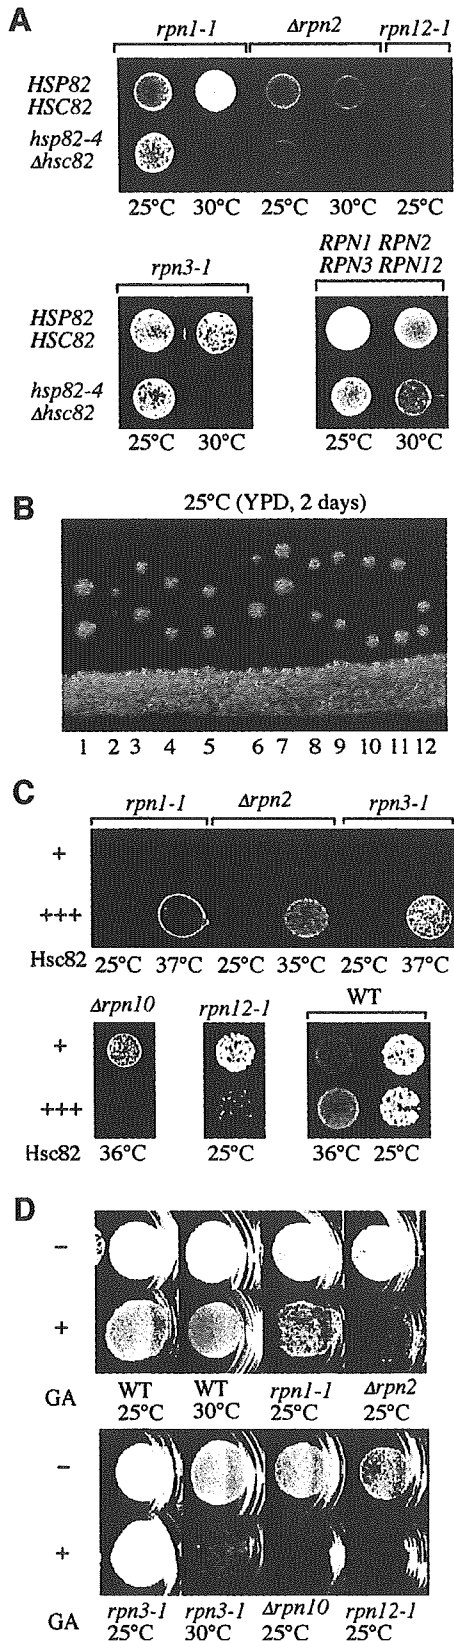 A
rpn1-1 Δrpn2 rpn12-1
HSP82
HSC82
hsp82-4
Δhsc82
25°C 30°C 25°C 30°C 25°C
rpn3-1
RPN1 RPN2
RPN3 RPN12
HSP82
HSC82
hsp82-4
Δhsc82
25°C 30°C 25°C 30°C
B
25°C (YPD, 2 days)
1 2 3 4 5 6 7 8 9 10 11 12
C
rpn1-1 Δrpn2 rpn3-1
+
+++
Hsc82 25°C 37°C 25°C 35°C 25°C 37°C
Δrpn10 rpn12-1 WT
+
+++
Hsc82 36°C 25°C 36°C 25°C
D
-
+
GA WT WT rpn1-1 Δrpn2
25°C 30°C 25°C 25°C
-
+
GA rpn3-1 rpn3-1 Δrpn10 rpn12-1
25°C 30°C 25°C 25°C